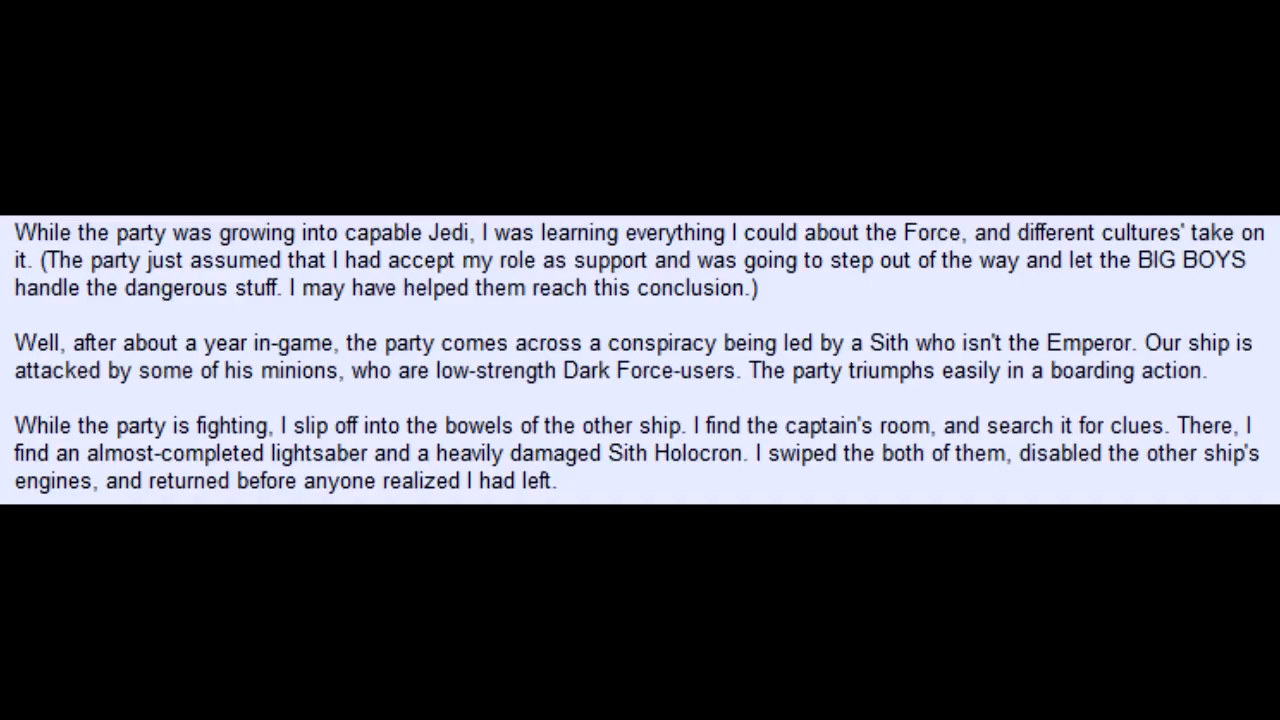 While the party was growing into capable Jedi, I was learning everything I could about the Force, and different cultures' take on
it. (The party just assumed that I had accept my role as support and was going to step out of the way and let the BIG BOYS
handle the dangerous stuff. I may have helped them reach this conclusion.)
Well, after about a year in-game, the party comes across a conspiracy being led by a Sith who isn't the Emperor. Our ship is
attacked by some of his minions, who are low-strength Dark Force-users. The party triumphs easily in a boarding action.
While the party is fighting, I slip off into the bowels of the other ship. I find the captain's room, and search it for clues. There, I
find an almost-completed lightsaber and a heavily damaged Sith Holocron. I swiped the both of them, disabled the other ship's
engines, and returned before anyone realized I had left.